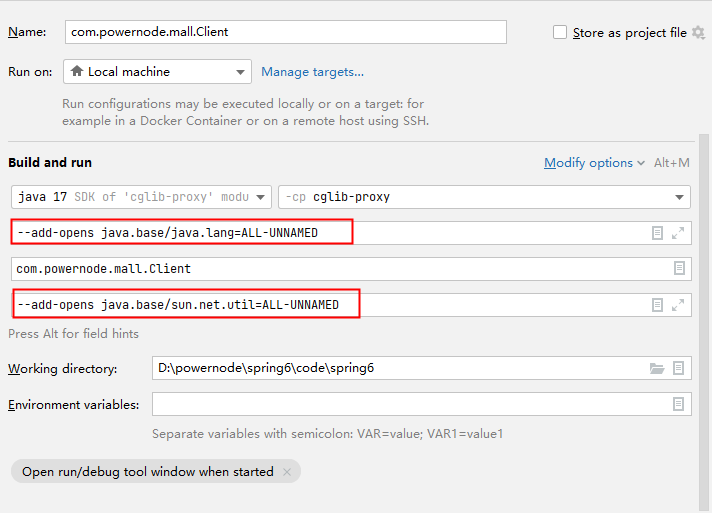 Name: com.powernode.mall.Client Store as project file
Run on: Local machine Manage targets...
Run configurations may be executed locally or on a target: for
example in a Docker Container or on a remote host using SSH.
Build and run Modify options Alt+M
java 17 SDK of 'cglib-proxy' modu -cp cglib-proxy
--add-opens java.base/java.lang=ALL-UNNAMED
com.powernode.mall.Client
--add-opens java.base/sun.net.util=ALL-UNNAMED
Press Alt for field hints
Working directory: D:\powernode\spring6\code\spring6
Environment variables:
Separate variables with semicolon: VAR=value; VAR1=value1
Open run/debug tool window when started